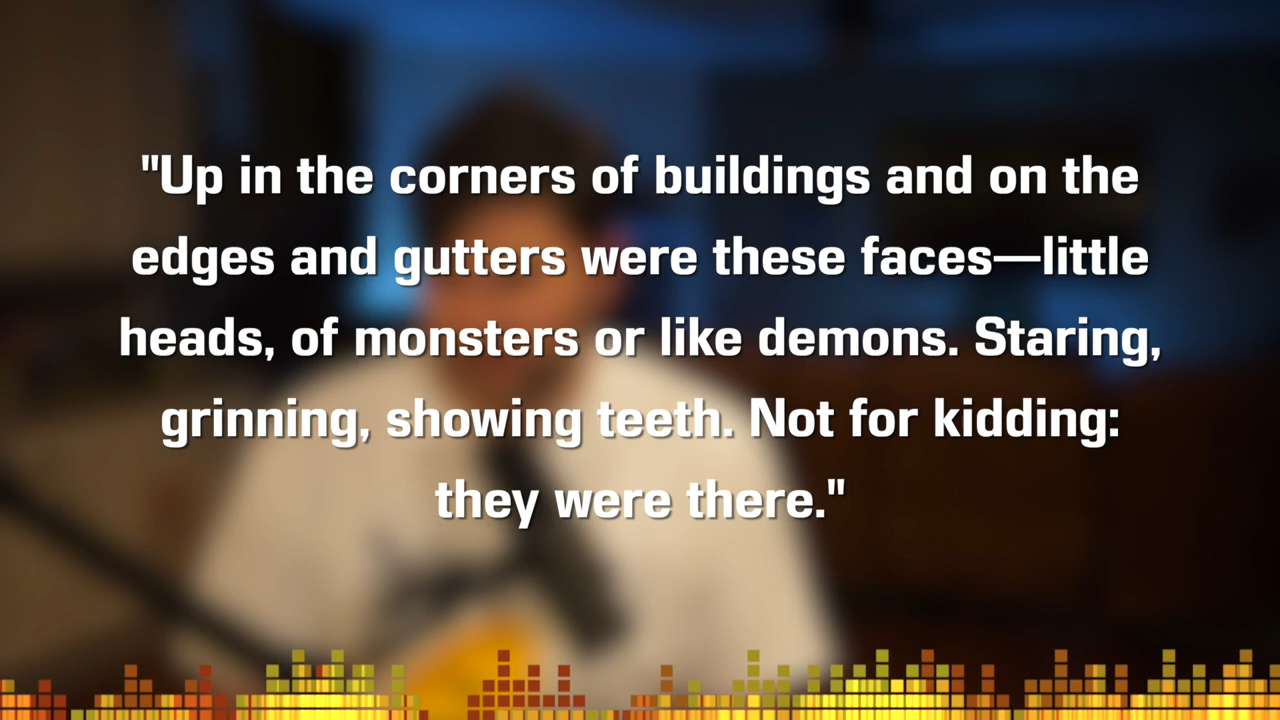 "Up in the corners of buildings and on the
edges and gutters were these faces—little
heads, of monsters or like demons. Staring,
grinning, showing teeth. Not for kidding:
they were there."